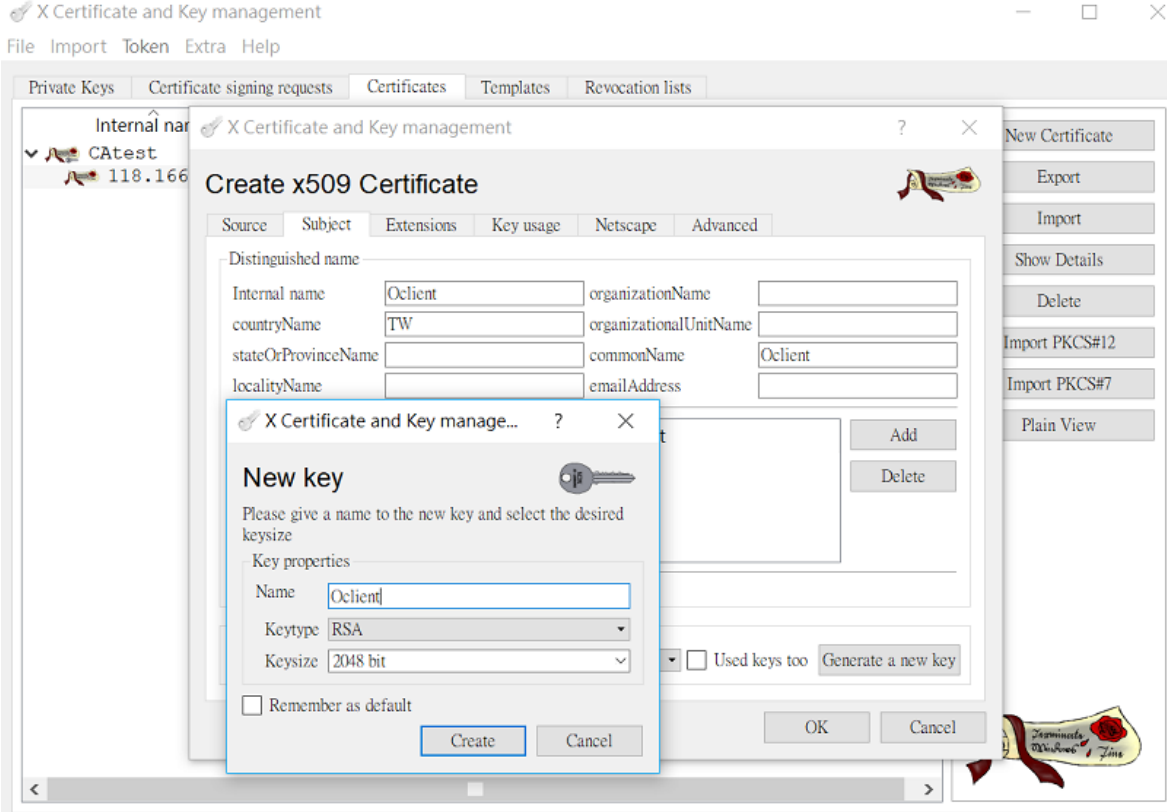 X Certificate and Key management
File Import Token Extra Help
Private Keys Certificate signing requests Certificates Templates Revocation lists
Internal nar
CAtest
118.166
New Certificate
Export
Import
Show Details
Delete
Import PKCS#12
Import PKCS#7
Plain View
X Certificate and Key management ?
Create x509 Certificate
Source Subject Extensions Key usage Netscape Advanced
Distinguished name
Internal name Oclient organizationName
countryName TW organizationalUnitName
stateOrProvinceName commonName Oclient
localityName emailAddress
t
Add
Delete
Used keys too Generate a new key
OK Cancel
X Certificate and Key manage... ?
New key
Please give a name to the new key and select the desired
keysize
Key properties
Name Oclient
Keytype RSA
Keysize 2048 bit
Remember as default
Create Cancel